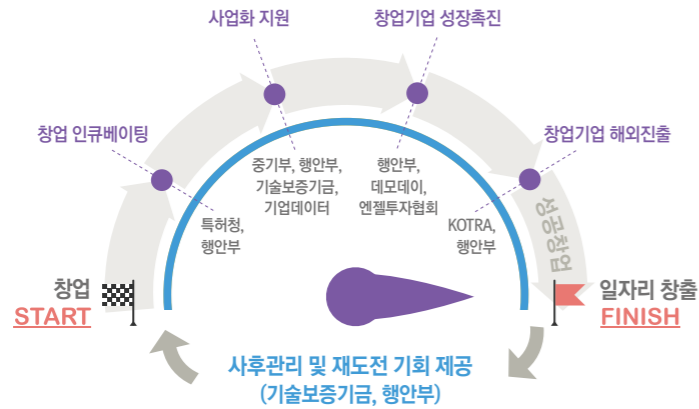 사업화 지원
창업기업 성장촉진
창업 인큐베이팅
창업기업 해외진출
중기부, 행안부,
기술보증기금,
기업데이터
행안부,
데모데이,
엔젤투자협회
특허청,
행안부
KOTRA,
행안부
성공창업
창업
START
일자리 창출
FINISH
사후관리 및 재도전 기회 제공
(기술보증기금, 행안부)